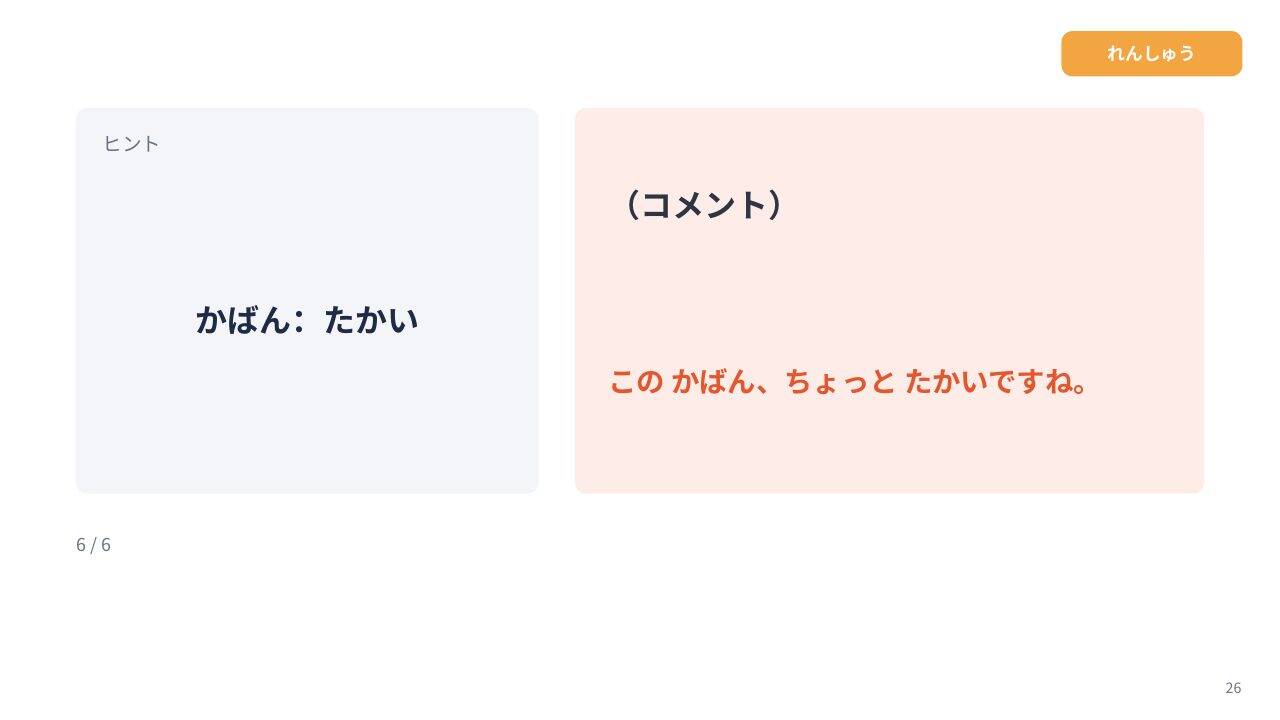 れんしゅう
ヒント
かばん：たかい
（コメント）
この かばん、ちょっと たかいですね。
6 / 6
26